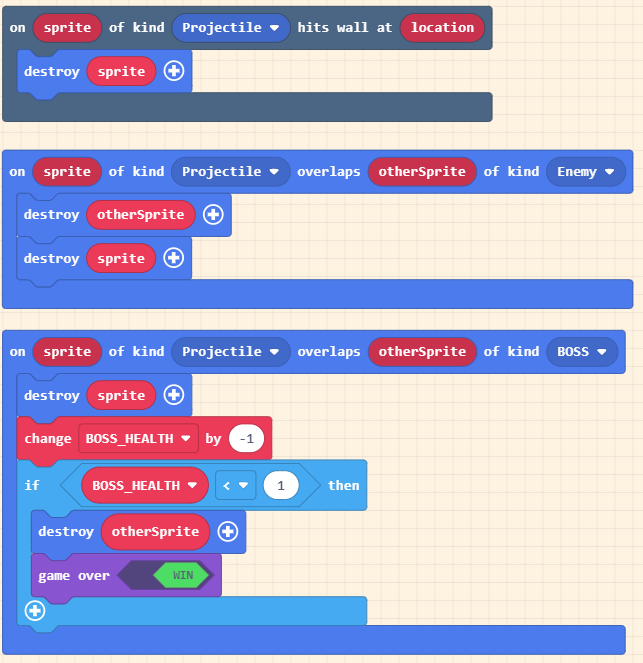 on sprite of kind Projectile hits wall at location
destroy sprite
on sprite of kind Projectile overlaps otherSprite of kind Enemy
destroy otherSprite
destroy sprite
on sprite of kind Projectile overlaps otherSprite of kind BOSS
destroy sprite
change BOSS_HEALTH by -1
if BOSS_HEALTH < 1 then
destroy otherSprite
game over WIN